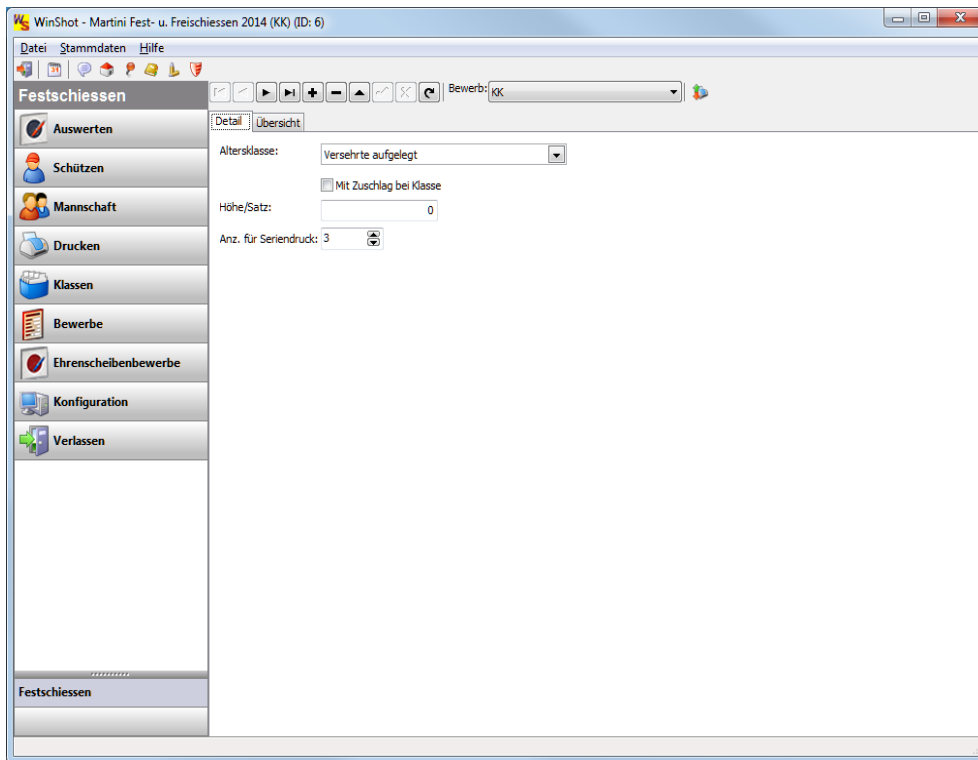 WinShot - Martini Fest- u. Freischiessen 2014 (KK) (ID: 6)
Datei Stammdaten Hilfe
Festschiessen
Bewerb: KK
Auswerten
Schützen
Mannschaft
Drucken
Klassen
Bewerbe
Ehrenscheibenbewerbe
Konfiguration
Verlassen
Detail Übersicht
Altersklasse: Versehrte aufgelegt
Mit Zuschlag bei Klasse
Höhe/Satz: 0
Anz. für Seriendruck: 3
Festschiessen